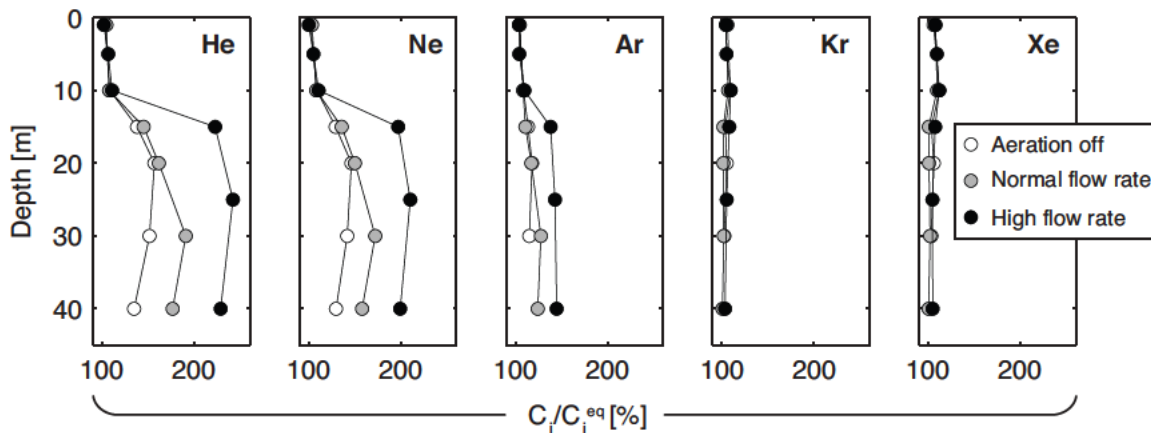 He Ne Ar Kr Xe
0
10
20
30
40
Depth [m]
Aeration off
Normal flow rate
High flow rate
100 200 100 200 100 200 100 200 100 200
C_i/C_i^eq [%]